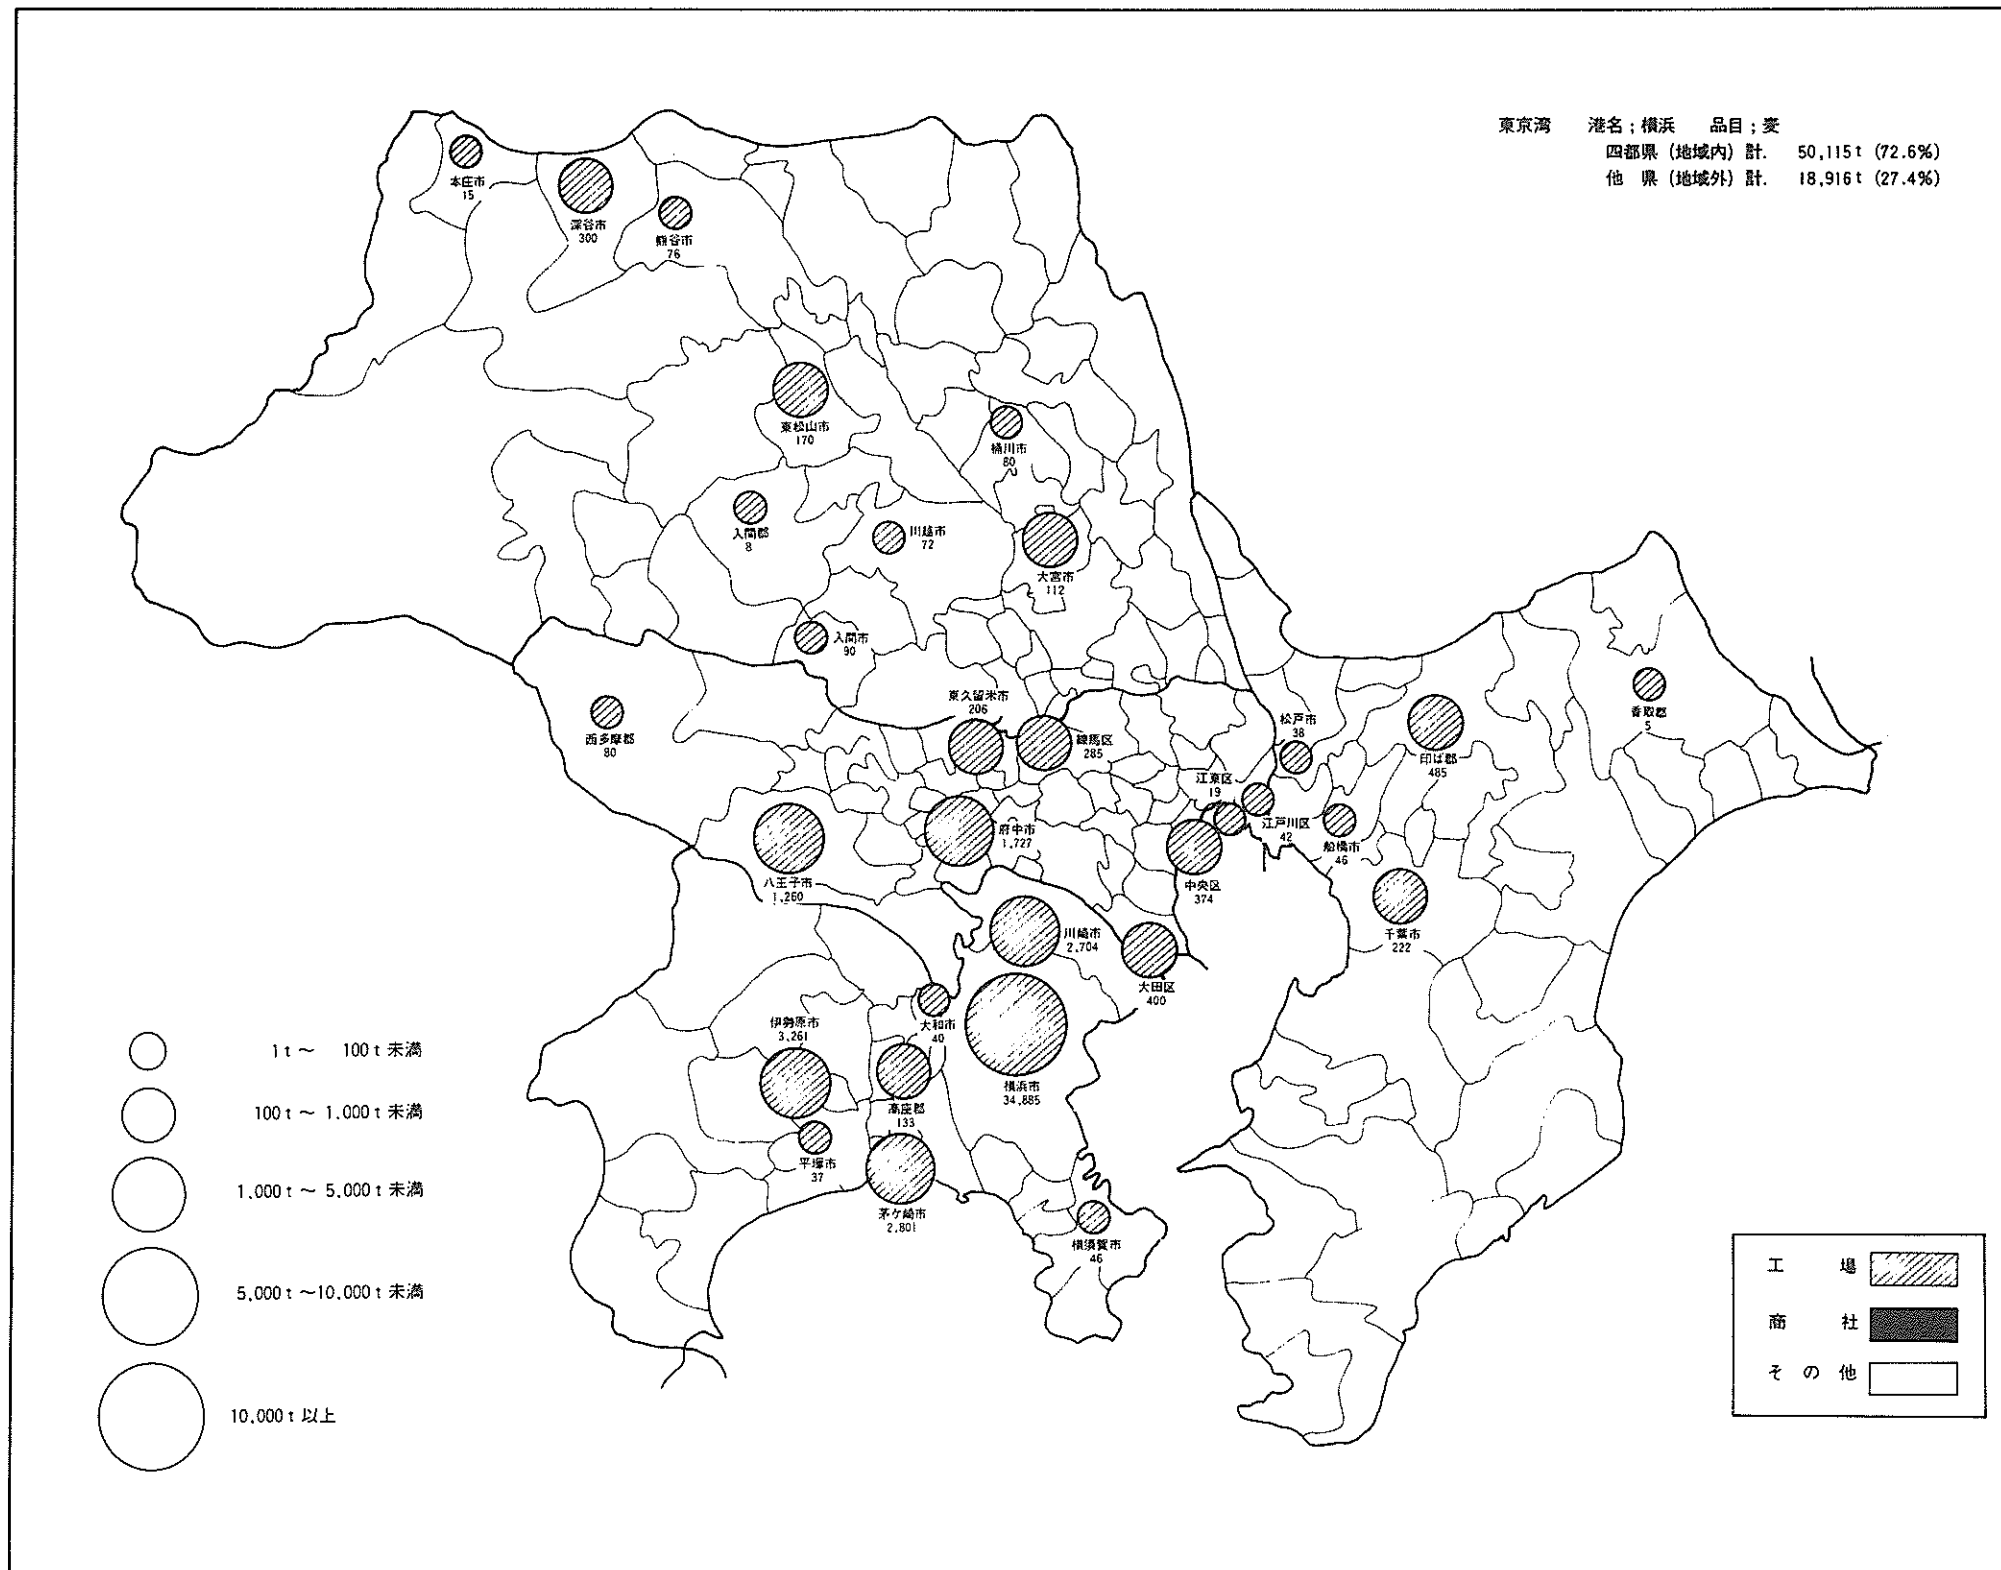 東京湾 港名；横浜 品目；麦
四都県（地域内）計. 50,115t (72.6%)
他 県（地域外）計. 18,916t (27.4%)
本庄市
15
深谷市
300
熊谷市
76
東松山市
170
桶川市
80
入間郡
8
川越市
72
大宮市
112
入間市
90
西多摩郡
80
東久留米市
206
練馬区
285
松戸市
38
印ば郡
485
香取郡
5
江東区
19
江戸川区
42
船橋市
46
府中市
1,727
八王子市
1,260
中央区
374
千葉市
222
川崎市
2,704
大田区
400
大和市
40
伊勢原市
3,261
横浜市
34,885
高座郡
133
平塚市
37
茅ケ崎市
2,801
横須賀市
46
1t～ 100t未満
100t～1.000t未満
1,000t～5,000t未満
5,000t～10,000t未満
10,000t以上
工 場
商 社
そ の 他